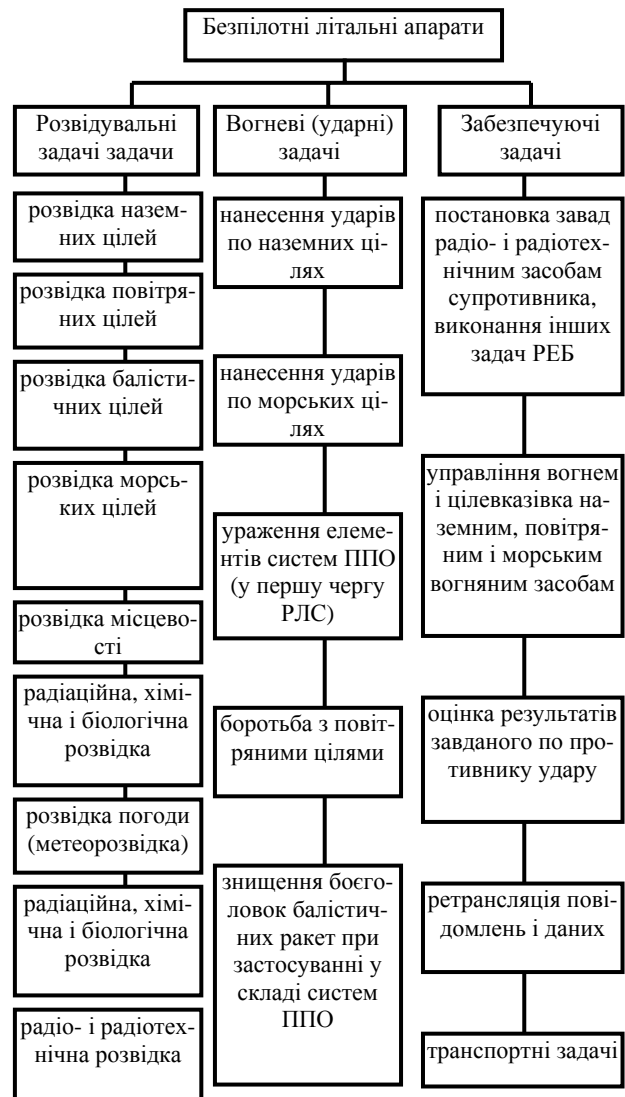 Безпілотні літальні апарати
Розвідувальні
задачі задачи
розвідка назем-
них цілей
розвідка повітря-
них цілей
розвідка балісти-
чних цілей
розвідка морсь-
ких цілей
розвідка місцево-
сті
радіаційна, хімі-
чна і біологічна
розвідка
розвідка погоди
(метеорозвідка)
радіаційна, хімі-
чна і біологічна
розвідка
радіо- і радіотех-
нічна розвідка
Вогневі (ударні)
задачі
нанесення ударів
по наземних ці-
лях
нанесення ударів
по морських ці-
лях
ураження елеме-
нтів систем ППО
(у першу чергу
РЛС)
боротьба з повіт-
ряними цілями
знищення боєго-
ловок балістич-
них ракет при
застосуванні у
складі систем
ППО
Забезпечуючі
задачі
постановка завад
радіо- і радіотех-
нічним засобам
супротивника,
виконання інших
задач РЕБ
управління вогнем
і цілевказівка на-
земним, повітря-
ним і морським
вогняним засобам
оцінка результатів
завданого по про-
тивнику удару
ретрансляція пові-
домлень і даних
транспортні задачі